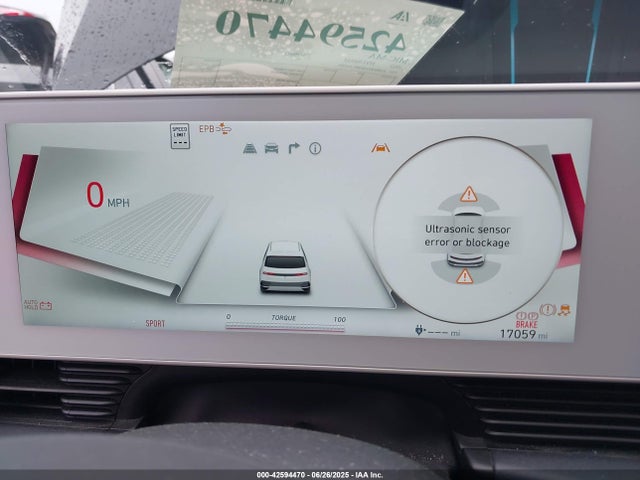 42594470
SPEED
LIMIT
---
EPB
0 MPH
Ultrasonic sensor
error or blockage
AUTO
HOLD
SPORT
0 TORQUE 100
--- mi
BRAKE
17059 mi
000-42594470 | 06/26/2025 | IAA Inc.